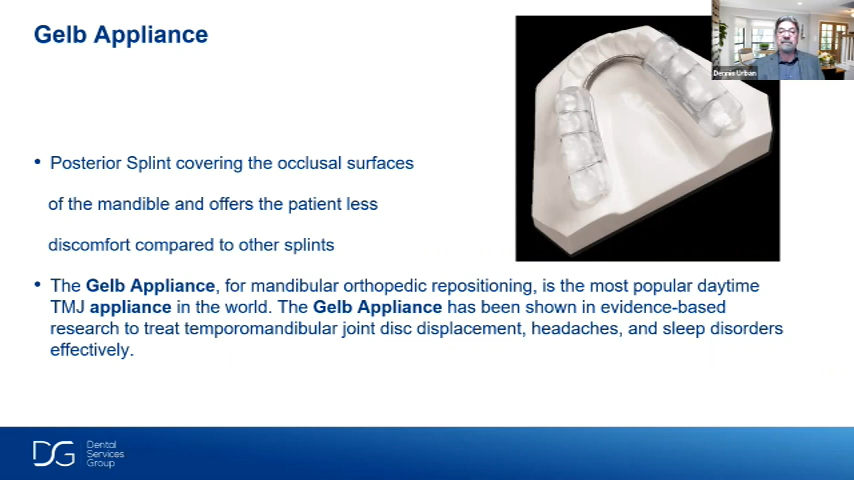 Gelb Appliance
Dennis Urban
• Posterior Splint covering the occlusal surfaces
of the mandible and offers the patient less
discomfort compared to other splints
• The Gelb Appliance, for mandibular orthopedic repositioning, is the most popular daytime
TMJ appliance in the world. The Gelb Appliance has been shown in evidence-based
research to treat temporomandibular joint disc displacement, headaches, and sleep disorders
effectively.
DG
Dental
Services
Group